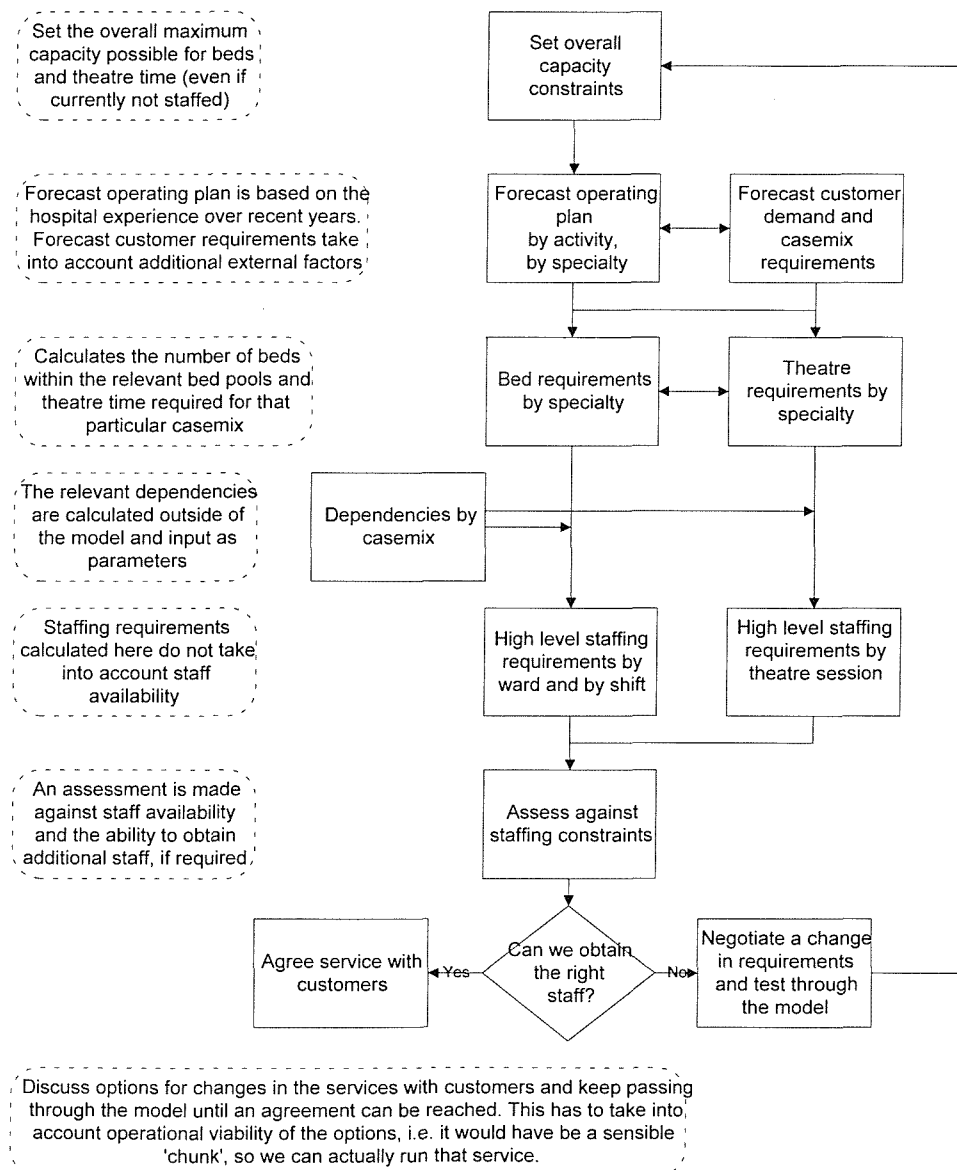 Set the overall maximum
capacity possible for beds
and theatre time (even if
currently not staffed)
Set overall
capacity
constraints
Forecast operating plan is based on the
hospital experience over recent years.
Forecast customer requirements take
into account additional external factors
Forecast operating
plan
by activity,
by specialty
Forecast customer
demand and
casemix
requirements
Calculates the number of beds
within the relevant bed pools and
theatre time required for that
particular casemix
Bed requirements
by specialty
Theatre
requirements by
specialty
The relevant dependencies
are calculated outside of
the model and input as
parameters
Dependencies by
casemix
Staffing requirements
calculated here do not take
into account staff
availability
High level staffing
requirements by
ward and by shift
High level staffing
requirements by
theatre session
An assessment is made
against staff availability
and the ability to obtain
additional staff, if required
Assess against
staffing constraints
Agree service with
customers
Yes
Can we obtain
the right
staff?
No
Negotiate a change
in requirements
and test through
the model
Discuss options for changes in the services with customers and keep passing
through the model until an agreement can be reached. This has to take into
account operational viability of the options, i.e. it would have be a sensible
'chunk', so we can actually run that service.